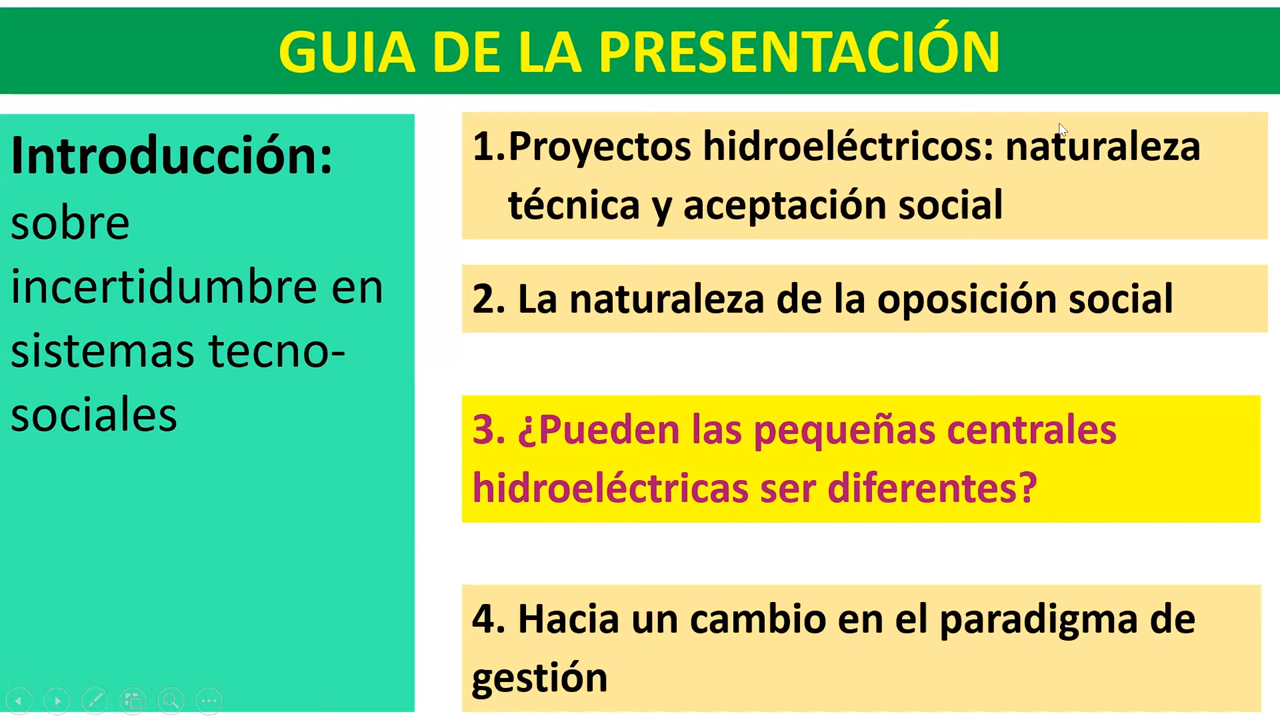 GUIA DE LA PRESENTACIÓN
Introducción:
sobre
incertidumbre en
sistemas tecno-
sociales
1.Proyectos hidroeléctricos: naturaleza
técnica y aceptación social
2. La naturaleza de la oposición social
3. ¿Pueden las pequeñas centrales
hidroeléctricas ser diferentes?
4. Hacia un cambio en el paradigma de
gestión